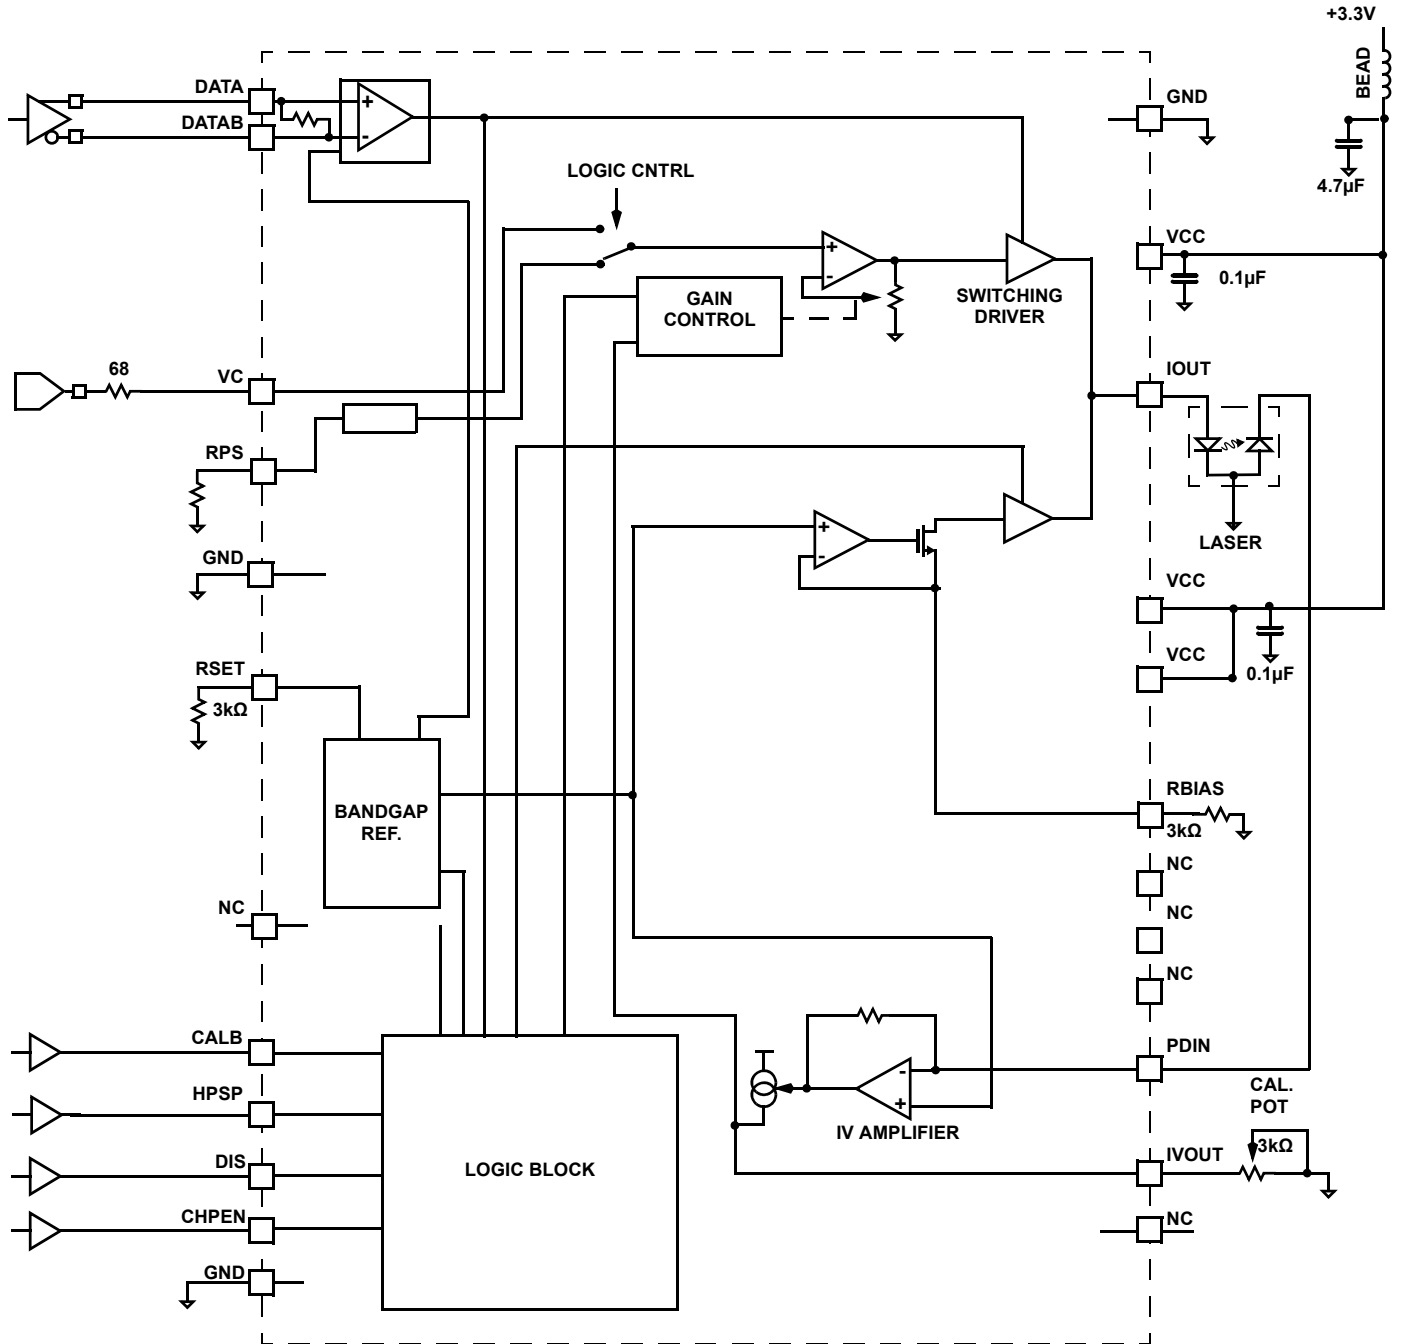 +3.3V
BEAD
DATA
GND
DATAB
+
-
LOGIC CNTRL
4.7µF
VCC
+
-
0.1µF
GAIN
CONTROL
SWITCHING
DRIVER
68
VC
IOUT
RPS
+
-
LASER
GND
VCC
RSET
VCC
3kΩ
0.1µF
BANDGAP
REF.
RBIAS
3kΩ
NC
NC
NC
NC
CALB
PDIN
-
+
CAL.
POT
HPSP
IV AMPLIFIER
3kΩ
DIS
LOGIC BLOCK
IVOUT
CHPEN
NC
GND